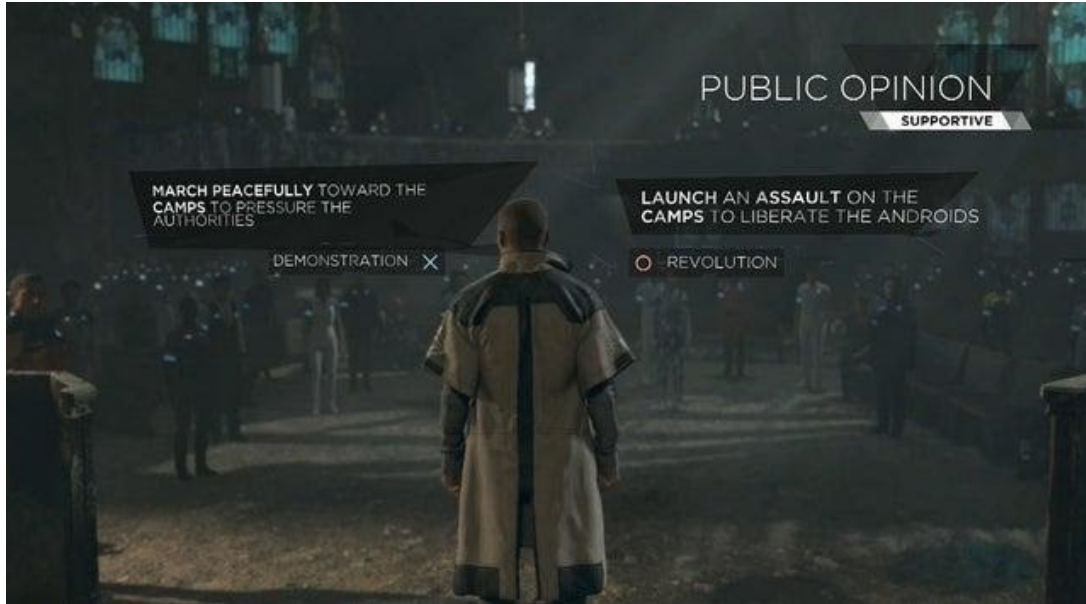 PUBLIC OPINION
SUPPORTIVE
MARCH PEACEFULLY TOWARD THE
CAMPS TO PRESSURE THE
AUTHORITIES
DEMONSTRATION
LAUNCH AN ASSAULT ON THE
CAMPS TO LIBERATE THE ANDROIDS
REVOLUTION